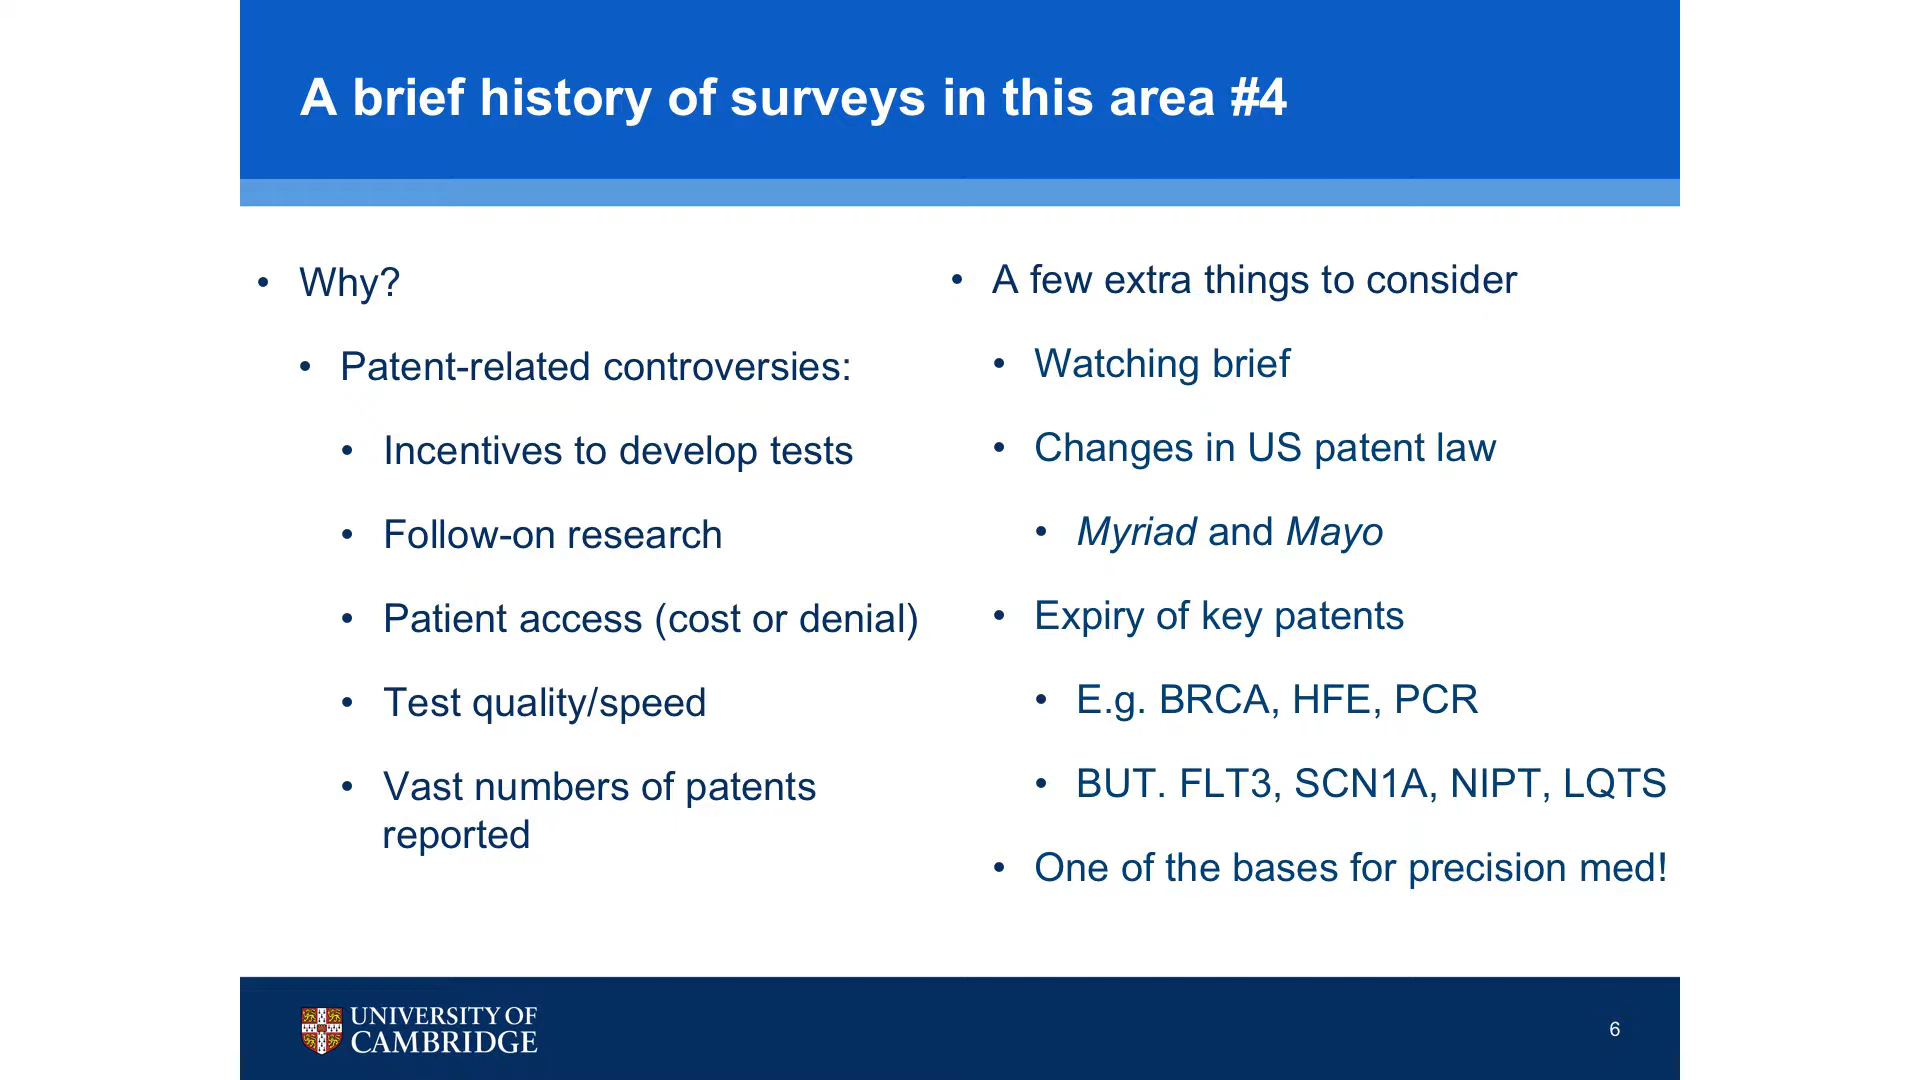 A brief history of surveys in this area #4
• Why?
• Patent-related controversies:
• Incentives to develop tests
• Follow-on research
• Patient access (cost or denial)
• Test quality/speed
• Vast numbers of patents
reported
• A few extra things to consider
• Watching brief
• Changes in US patent law
• Myriad and Mayo
• Expiry of key patents
• E.g. BRCA, HFE, PCR
• BUT. FLT3, SCN1A, NIPT, LQTS
• One of the bases for precision med!
UNIVERSITY OF
CAMBRIDGE
6